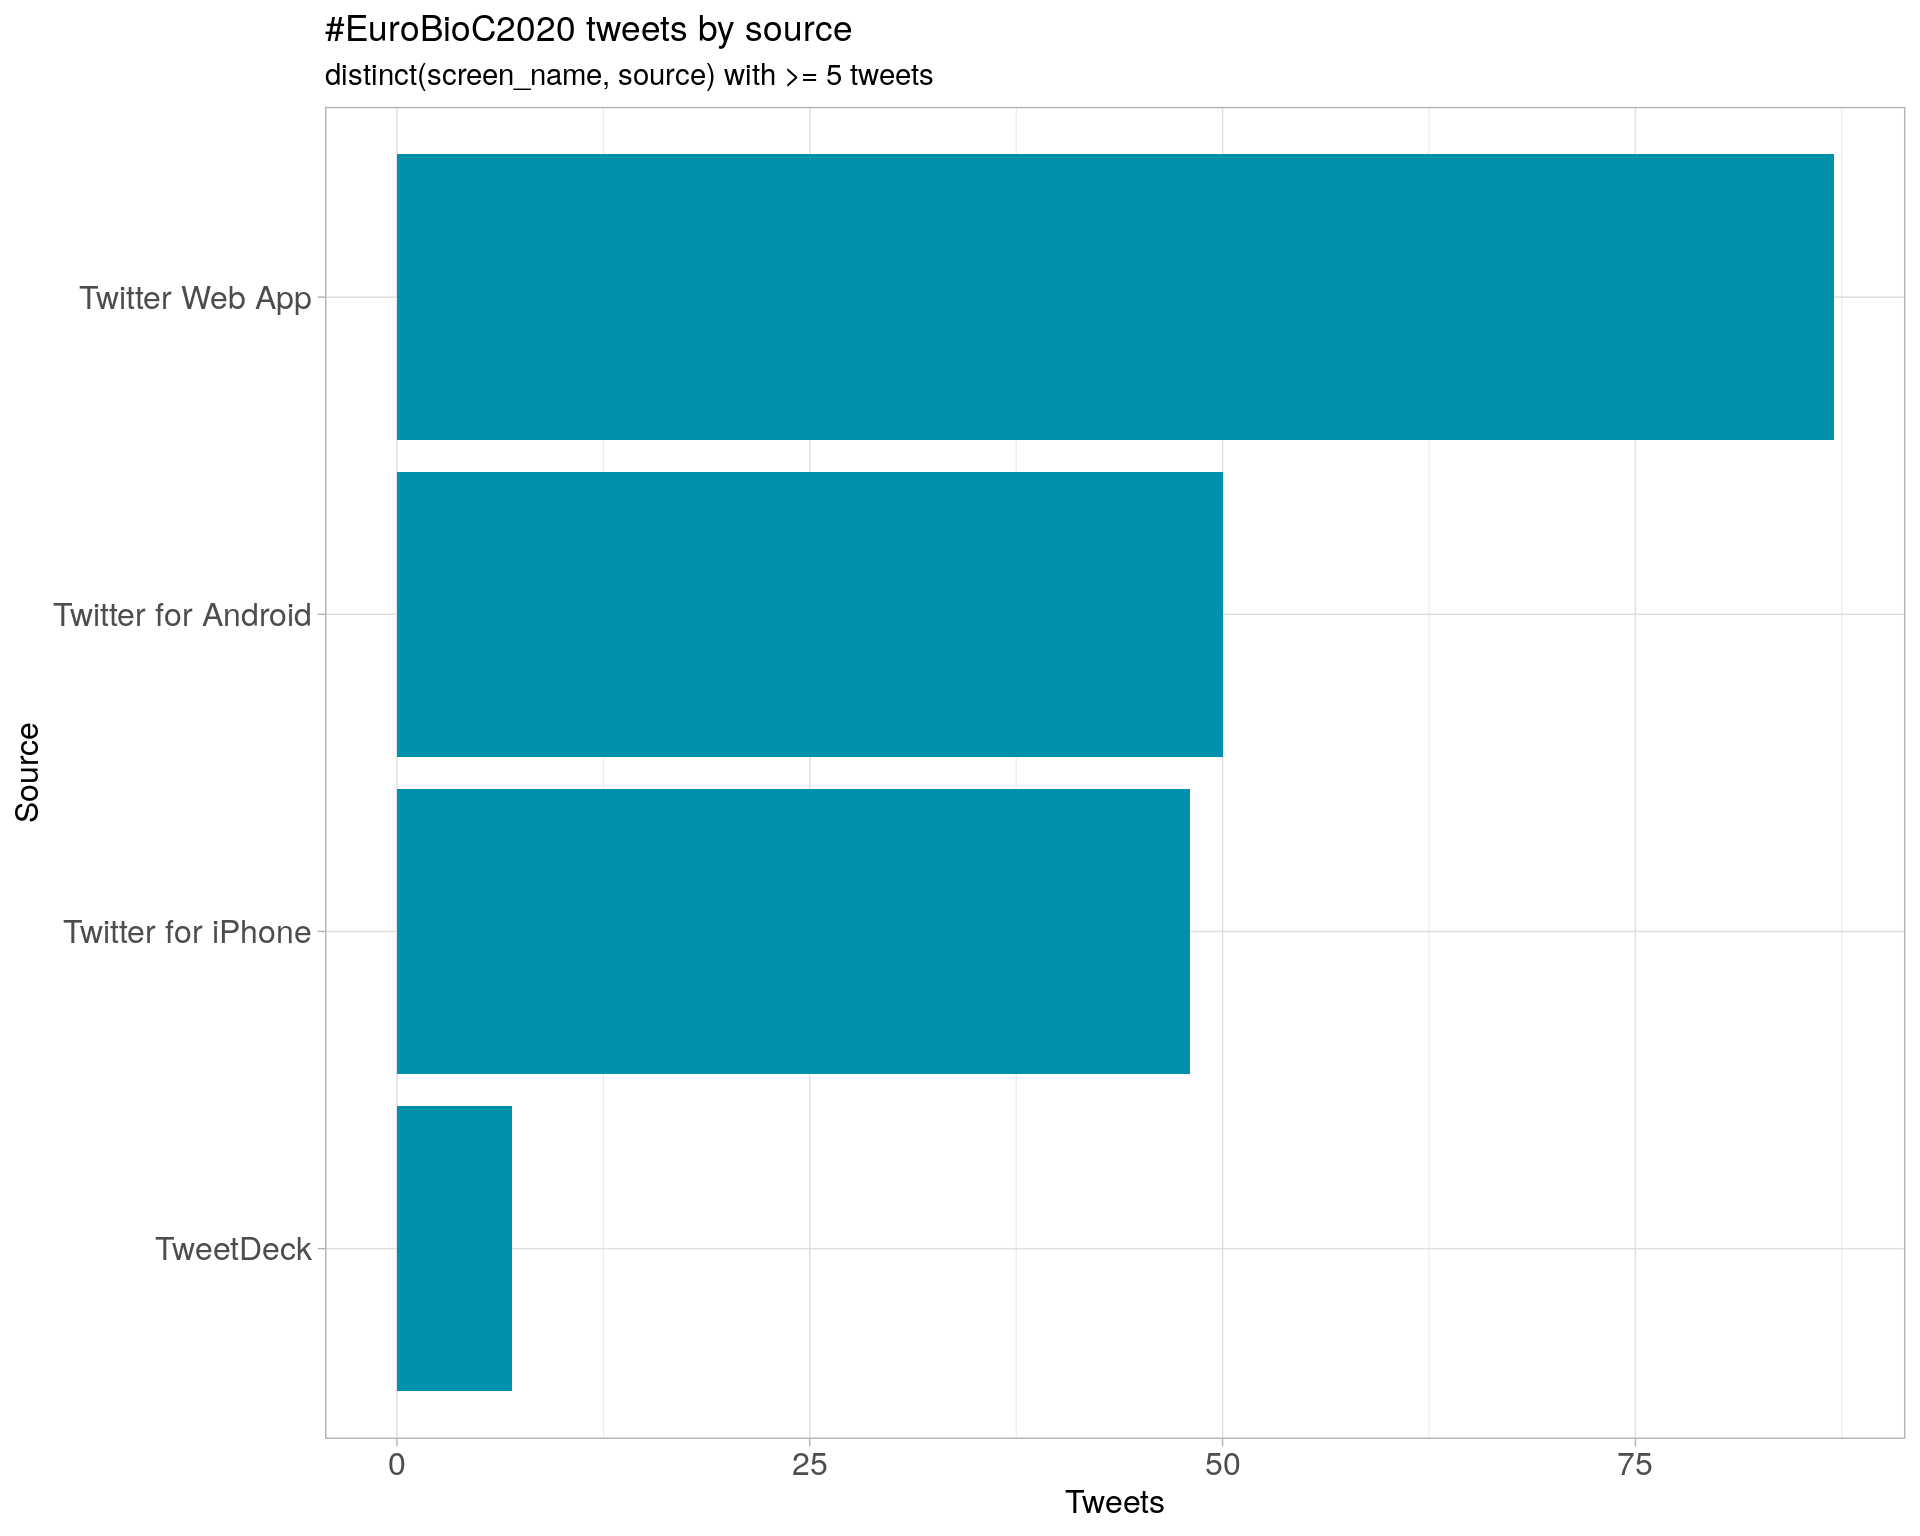 #EuroBioC2020 tweets by source
distinct(screen_name, source) with >= 5 tweets
Twitter Web App
Twitter for Android
Twitter for iPhone
TweetDeck
Source
0 25 50 75
Tweets